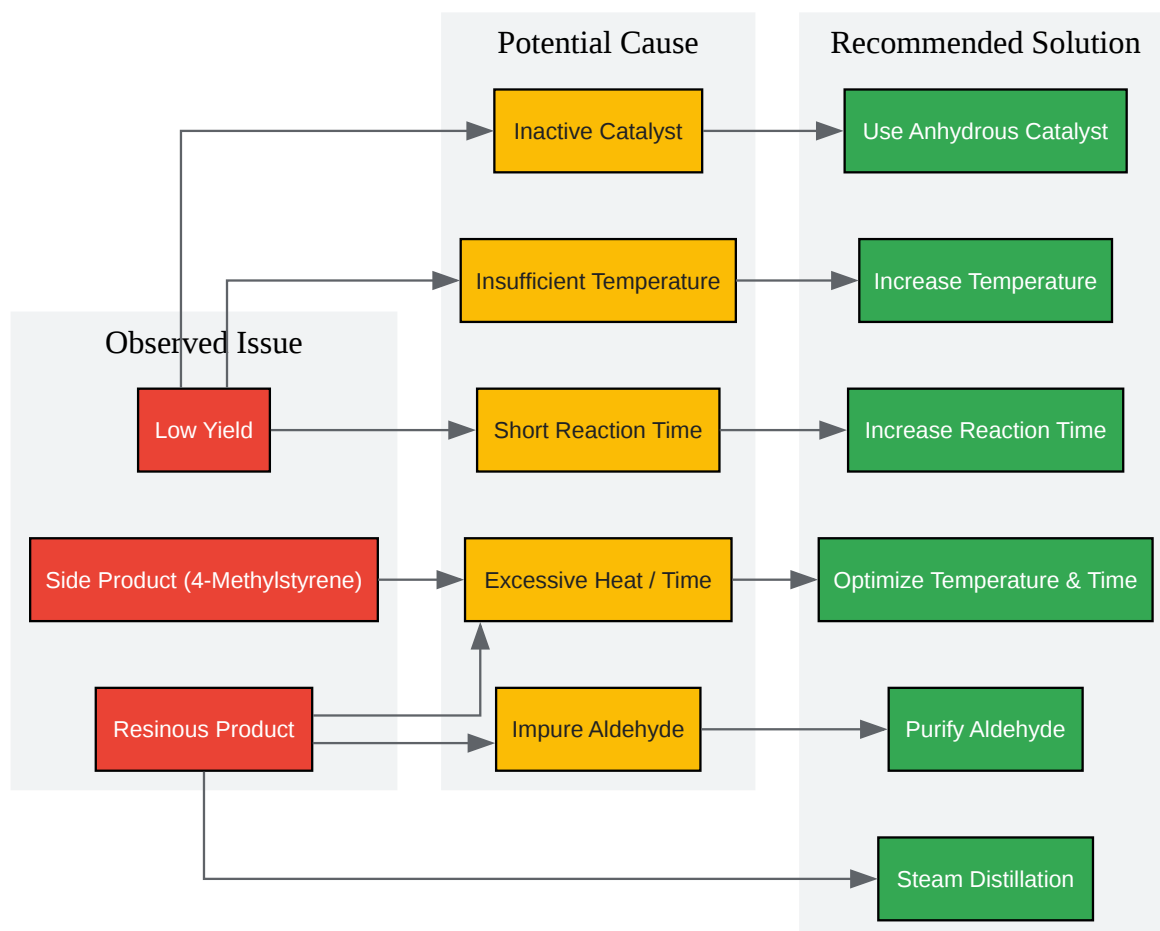 Potential Cause
Recommended Solution
Inactive Catalyst
Use Anhydrous Catalyst
Insufficient Temperature
Increase Temperature
Observed Issue
Low Yield
Short Reaction Time
Increase Reaction Time
Side Product (4-Methylstyrene)
Excessive Heat / Time
Optimize Temperature & Time
Resinous Product
Impure Aldehyde
Purify Aldehyde
Steam Distillation